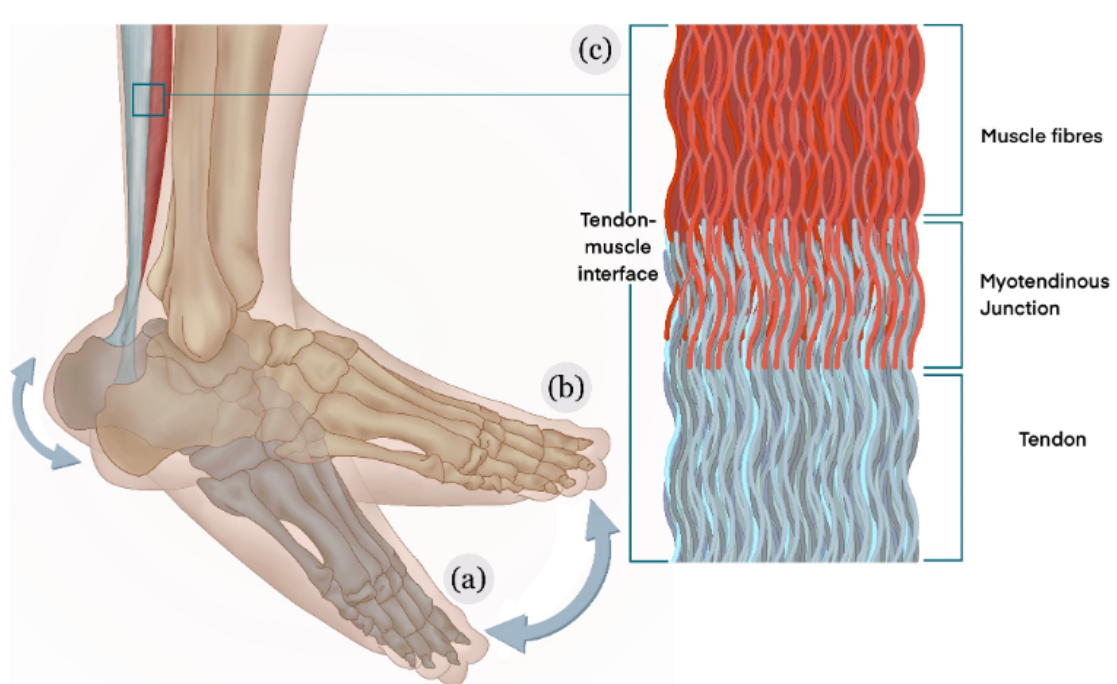 (c)
Muscle fibres
Tendon-
muscle
interface
Myotendinous
Junction
(b)
Tendon
(a)